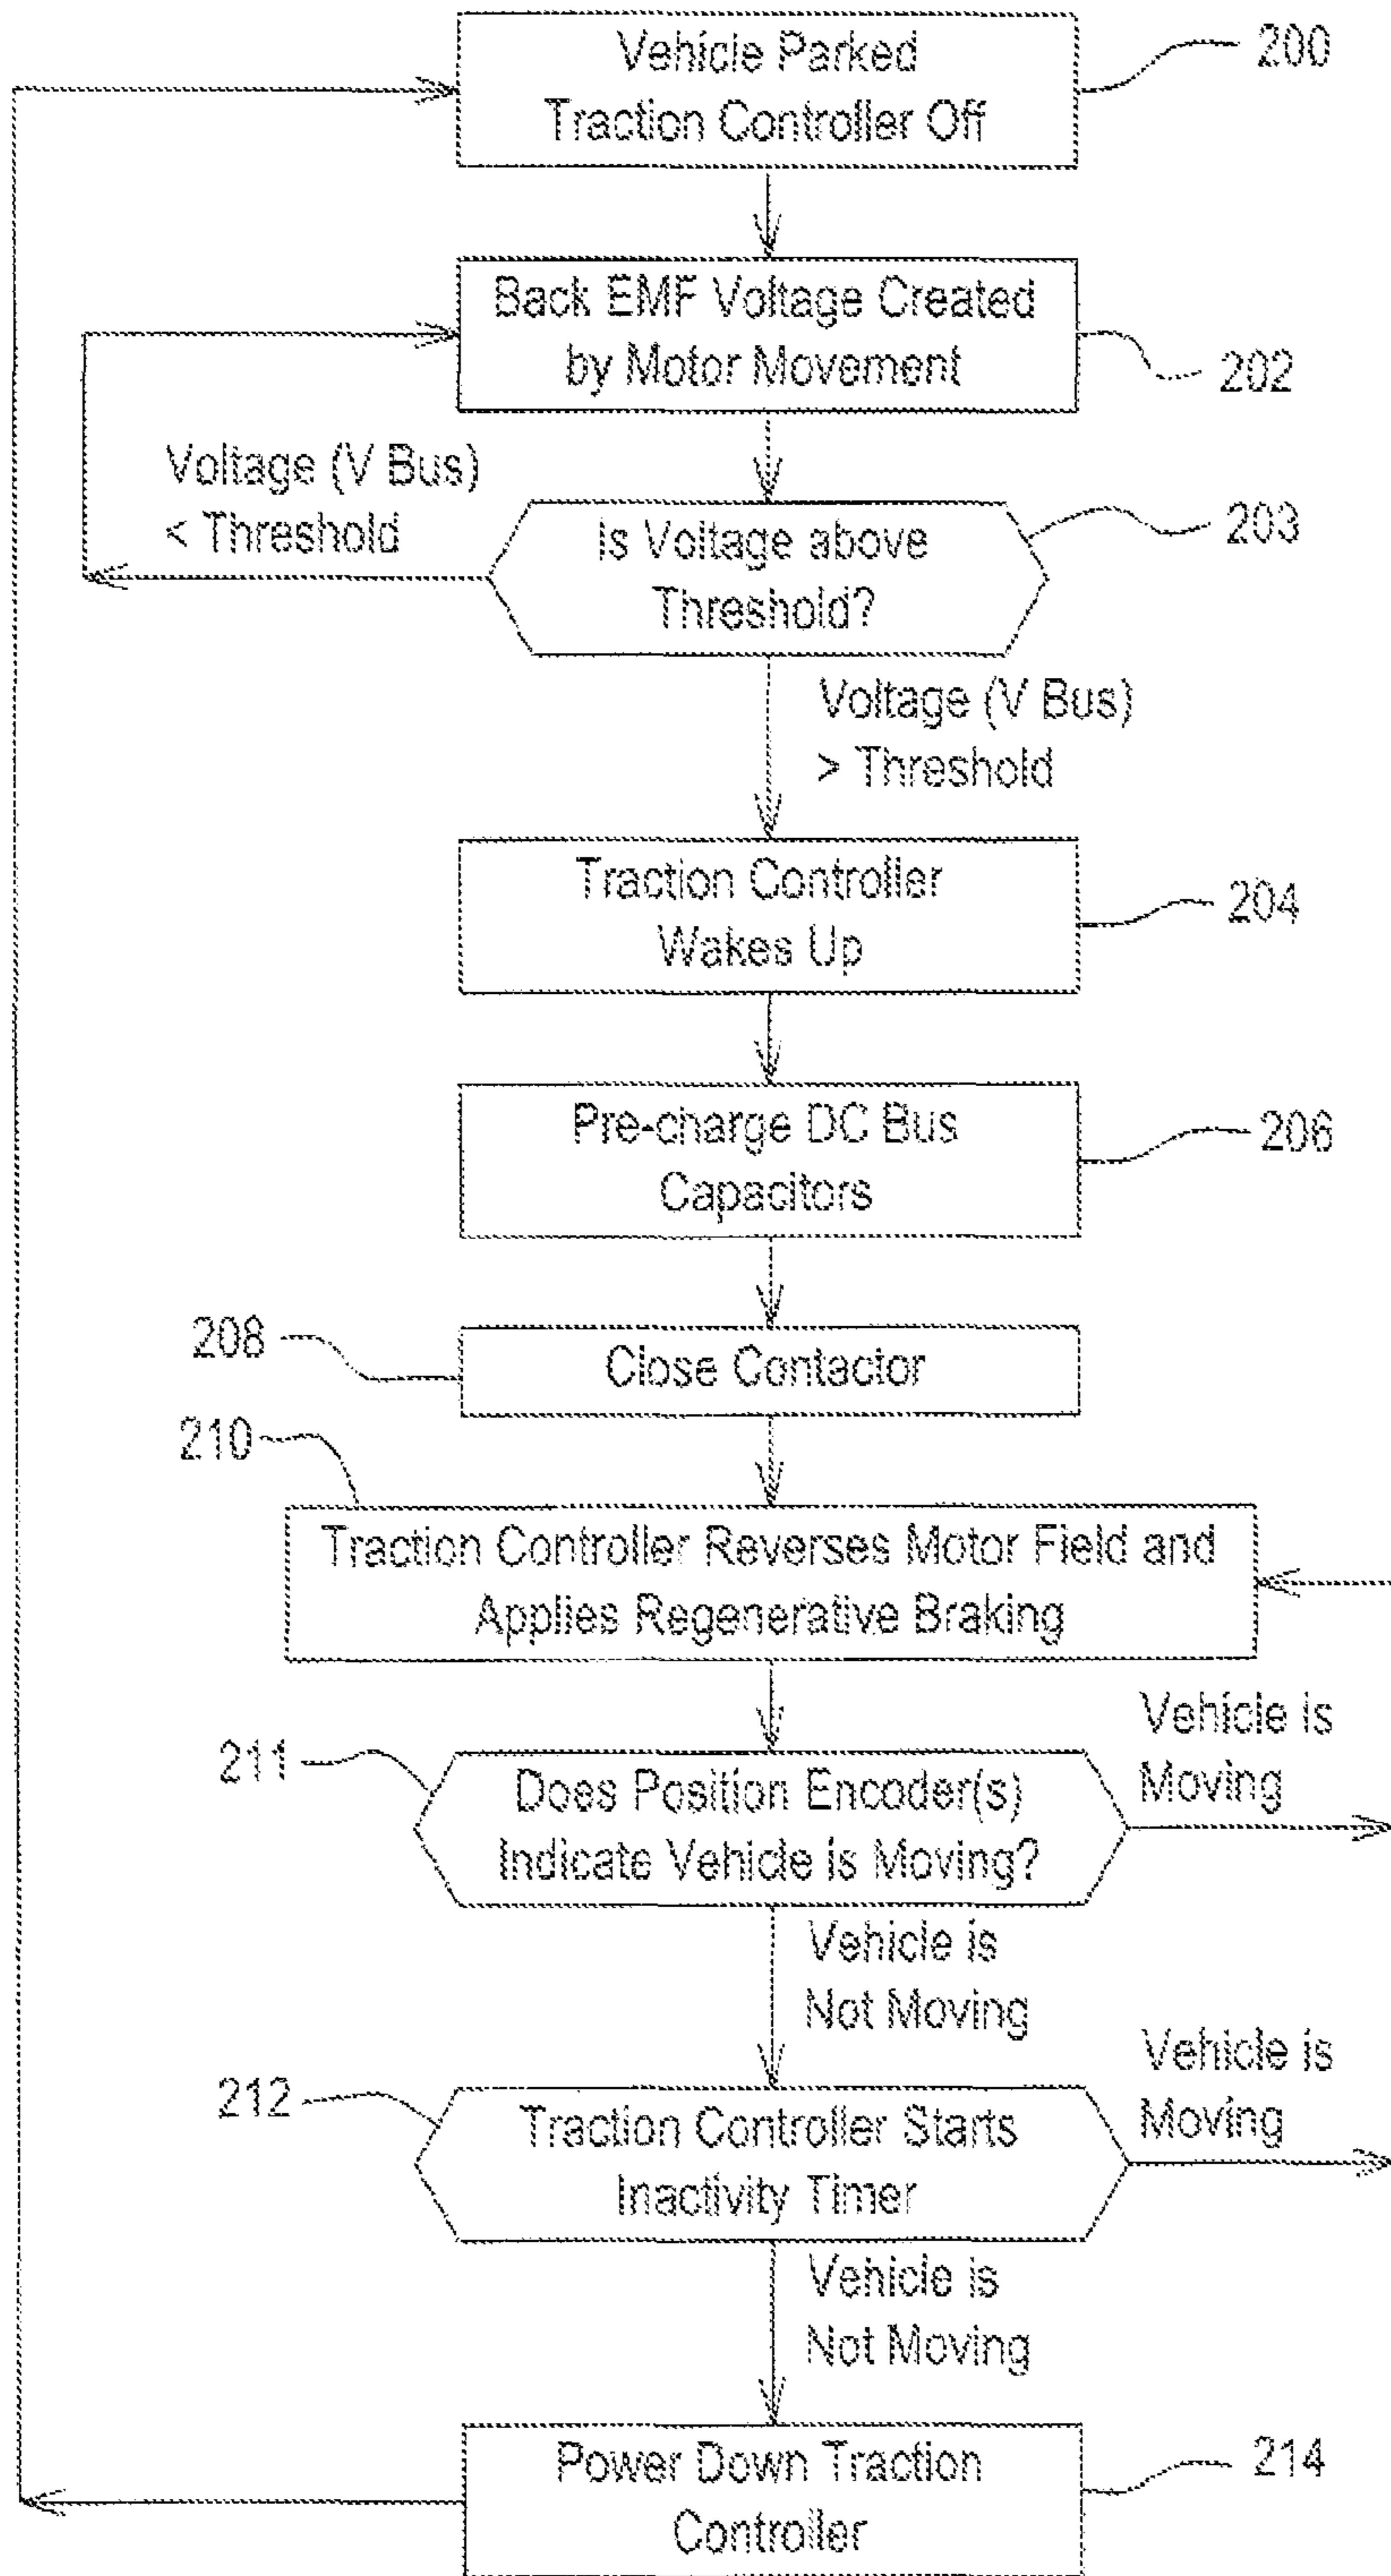 Vehicle Parked
Traction Controller Off
200
Back EMF Voltage Created
by Motor Movement
202
Voltage (V Bus)
< Threshold
Is Voltage above
Threshold?
203
Voltage (V Bus)
> Threshold
Traction Controller
Wakes Up
204
Pre-charge DC Bus
Capacitors
206
208
Close Contactor
210
Traction Controller Reverses Motor Field and
Applies Regenerative Braking
Vehicle is
Moving
211
Does Position Encoder(s)
Indicate Vehicle is Moving?
Vehicle is
Not Moving
Vehicle is
Moving
212
Traction Controller Starts
Inactivity Timer
Vehicle is
Not Moving
Power Down Traction
Controller
214